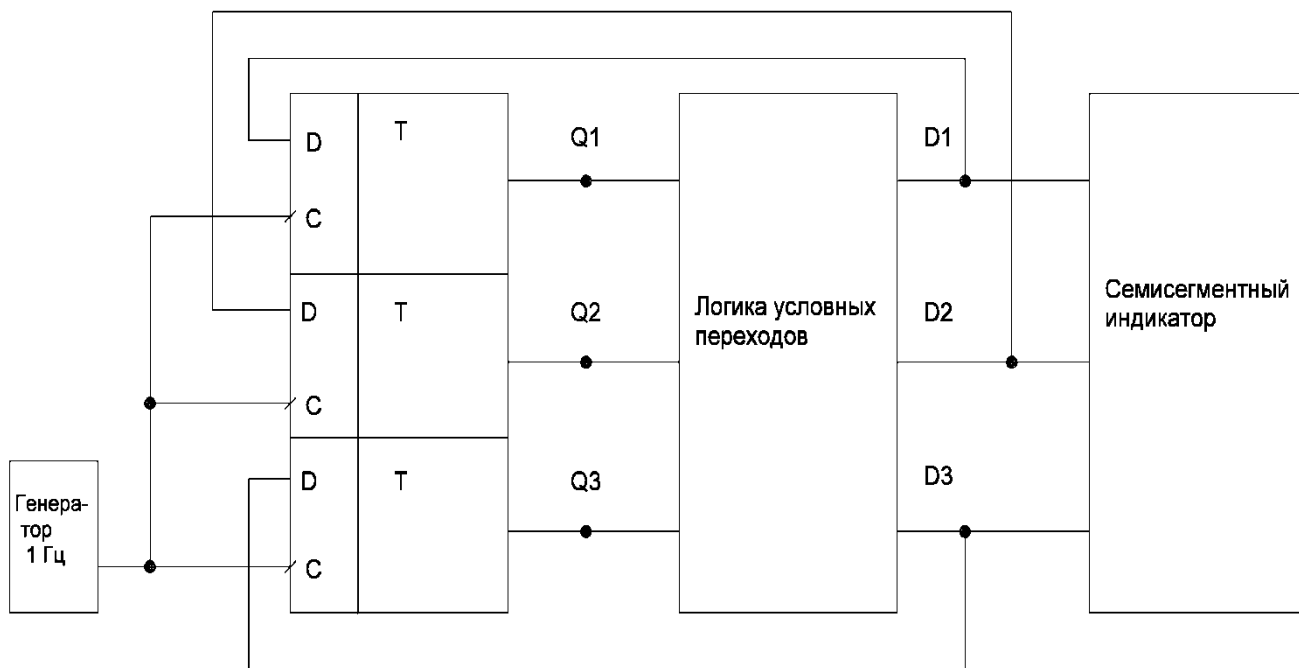 D T Q1 D1
C
D T Q2 Логика условных
переходов D2 Семисегментный
индикатор
C
D T Q3 D3
Генера-
тор
1 Гц
C